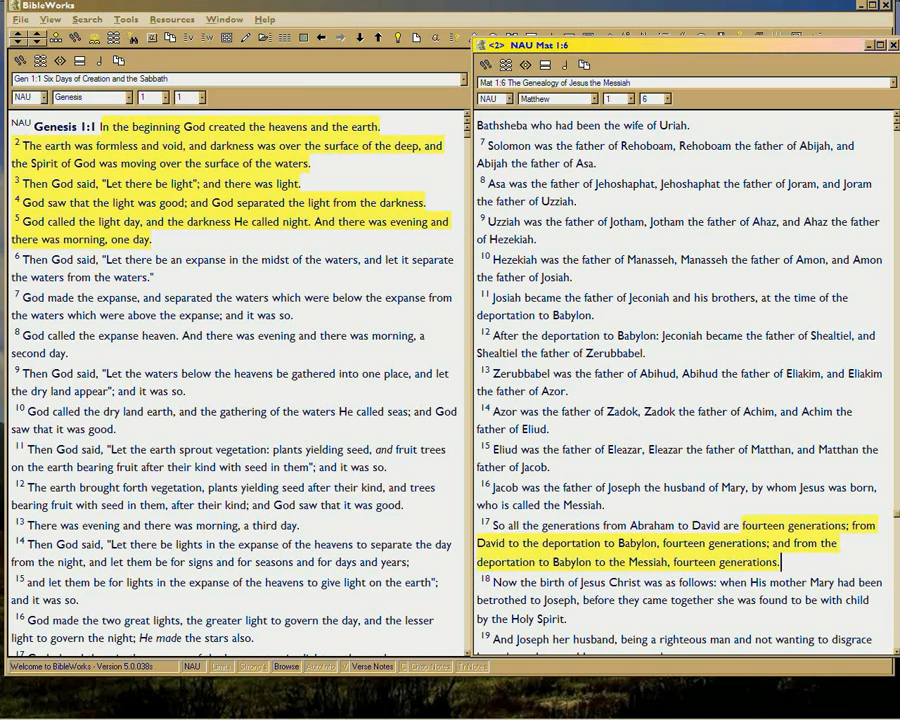 BibleWorks
File View Search Tools Resources Window Help
Gen 1:1 Six Days of Creation and the Sabbath
NAU Genesis 1 1
NAU Genesis 1:1 In the beginning God created the heavens and the earth.
2 The earth was formless and void, and darkness was over the surface of the deep, and
the Spirit of God was moving over the surface of the waters.
3 Then God said, "Let there be light"; and there was light.
4 God saw that the light was good; and God separated the light from the darkness.
5 God called the light day, and the darkness He called night. And there was evening and
there was morning, one day.
6 Then God said, "Let there be an expanse in the midst of the waters, and let it separate
the waters from the waters."
7 God made the expanse, and separated the waters which were below the expanse from
the waters which were above the expanse; and it was so.
8 God called the expanse heaven. And there was evening and there was morning, a
second day.
9 Then God said, "Let the waters below the heavens be gathered into one place, and let
the dry land appear"; and it was so.
10 God called the dry land earth, and the gathering of the waters He called seas; and God
saw that it was good.
11 Then God said, "Let the earth sprout vegetation: plants yielding seed, and fruit trees
on the earth bearing fruit after their kind with seed in them"; and it was so.
12 The earth brought forth vegetation, plants yielding seed after their kind, and trees
bearing fruit with seed in them, after their kind; and God saw that it was good.
13 There was evening and there was morning, a third day.
14 Then God said, "Let there be lights in the expanse of the heavens to separate the day
from the night, and let them be for signs and for seasons and for days and years;
15 and let them be for lights in the expanse of the heavens to give light on the earth";
and it was so.
16 God made the two great lights, the greater light to govern the day, and the lesser
light to govern the night; He made the stars also.
<2> NAU Mat 1:6
Mat 1:6 The Genealogy of Jesus the Messiah
NAU Matthew 1 6
Bathsheba who had been the wife of Uriah.
7 Solomon was the father of Rehoboam, Rehoboam the father of Abijah, and
Abijah the father of Asa.
8 Asa was the father of Jehoshaphat, Jehoshaphat the father of Joram, and Joram
the father of Uzziah.
9 Uzziah was the father of Jotham, Jotham the father of Ahaz, and Ahaz the father
of Hezekiah.
10 Hezekiah was the father of Manasseh, Manasseh the father of Amon, and Amon
the father of Josiah.
11 Josiah became the father of Jeconiah and his brothers, at the time of the
deportation to Babylon.
12 After the deportation to Babylon: Jeconiah became the father of Shealtiel, and
Shealtiel the father of Zerubbabel.
13 Zerubbabel was the father of Abihud, Abihud the father of Eliakim, and Eliakim
the father of Azor.
14 Azor was the father of Zadok, Zadok the father of Achim, and Achim the
father of Eliud.
15 Eliud was the father of Eleazar, Eleazar the father of Matthan, and Matthan the
father of Jacob.
16 Jacob was the father of Joseph the husband of Mary, by whom Jesus was born,
who is called the Messiah.
17 So all the generations from Abraham to David are fourteen generations; from
David to the deportation to Babylon, fourteen generations; and from the
deportation to Babylon to the Messiah, fourteen generations.
18 Now the birth of Jesus Christ was as follows: when His mother Mary had been
betrothed to Joseph, before they came together she was found to be with child
by the Holy Spirit.
19 And Joseph her husband, being a righteous man and not wanting to disgrace
Welcome to BibleWorks - Version 5.0.038s NAU Limits Strong's Browse AutoInfo V Verse Notes